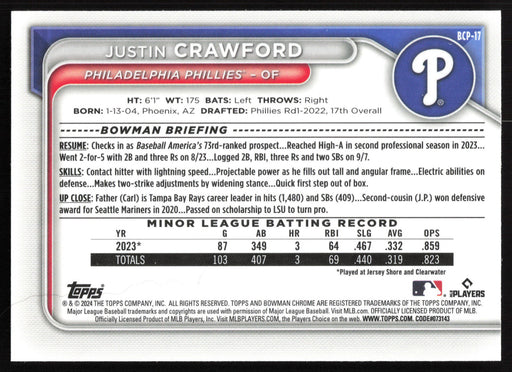 BCP-17
JUSTIN CRAWFORD
PHILADELPHIA PHILLIES™ – OF
P
HT: 6'1" WT: 175 BATS: Left THROWS: Right
BORN: 1-13-04, Phoenix, AZ DRAFTED: Phillies Rd1-2022, 17th Overall
BOWMAN BRIEFING
RESUME: Checks in as Baseball America's 73rd-ranked prospect...Reached High-A in second professional season in 2023...
Went 2-for-5 with 2B and three Rs on 8/23...Logged 2B, RBI, three Rs and two SBs on 9/7.
SKILLS: Contact hitter with lightning speed...Projectable power as he fills out tall and angular frame...Electric abilities on
defense...Makes two-strike adjustments by widening stance...Quick first step out of box.
UP CLOSE: Father (Carl) is Tampa Bay Rays career leader in hits (1,480) and SBs (409)...Second-cousin (J.P.) won defensive
award for Seattle Mariners in 2020...Passed on scholarship to LSU to turn pro.
MINOR LEAGUE BATTING RECORD
YR G AB HR RBI SLG AVG OPS
2023* 87 349 3 64 .467 .332 .859
TOTALS 103 407 3 69 .440 .319 .823
*Played at Jersey Shore and Clearwater
Topps
MLB PLAYERS
® & © 2024 THE TOPPS COMPANY, INC. ALL RIGHTS RESERVED. TOPPS AND BOWMAN CHROME ARE REGISTERED TRADEMARKS OF THE TOPPS COMPANY, INC.
Major League Baseball trademarks and copyrights are used with permission of Major League Baseball. Visit MLB.com. OFFICIALLY LICENSED PRODUCT OF MLB.
Officially Licensed Product of MLB Players, Inc. Visit MLBPLAYERS.com, the Players Choice on the web. WWW.TOPPS.COM. CODE#CMP073143